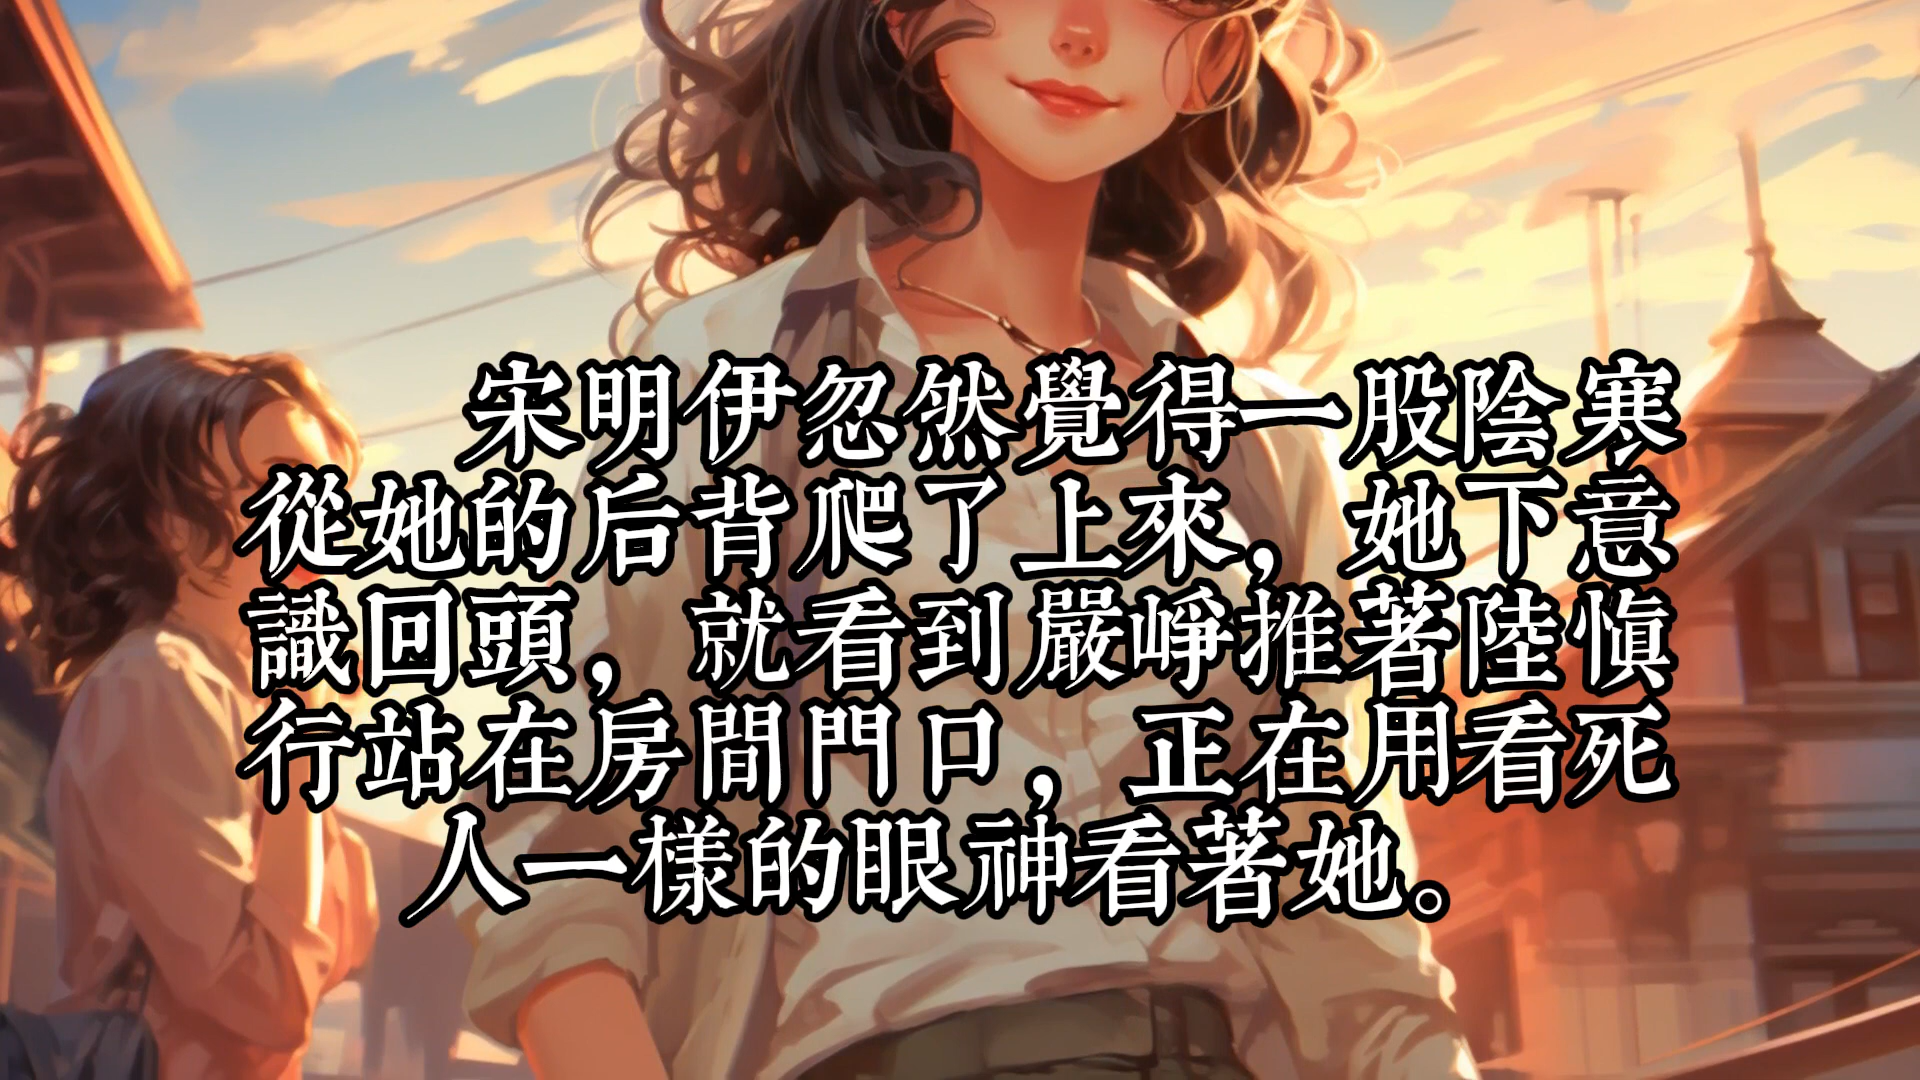 宋明伊忽然覺得一股陰寒
從她的后背爬了上來，她下意
識回頭，就看到嚴崢推著陸慎
行站在房間門口，正在用看死
人一樣的眼神看著她。